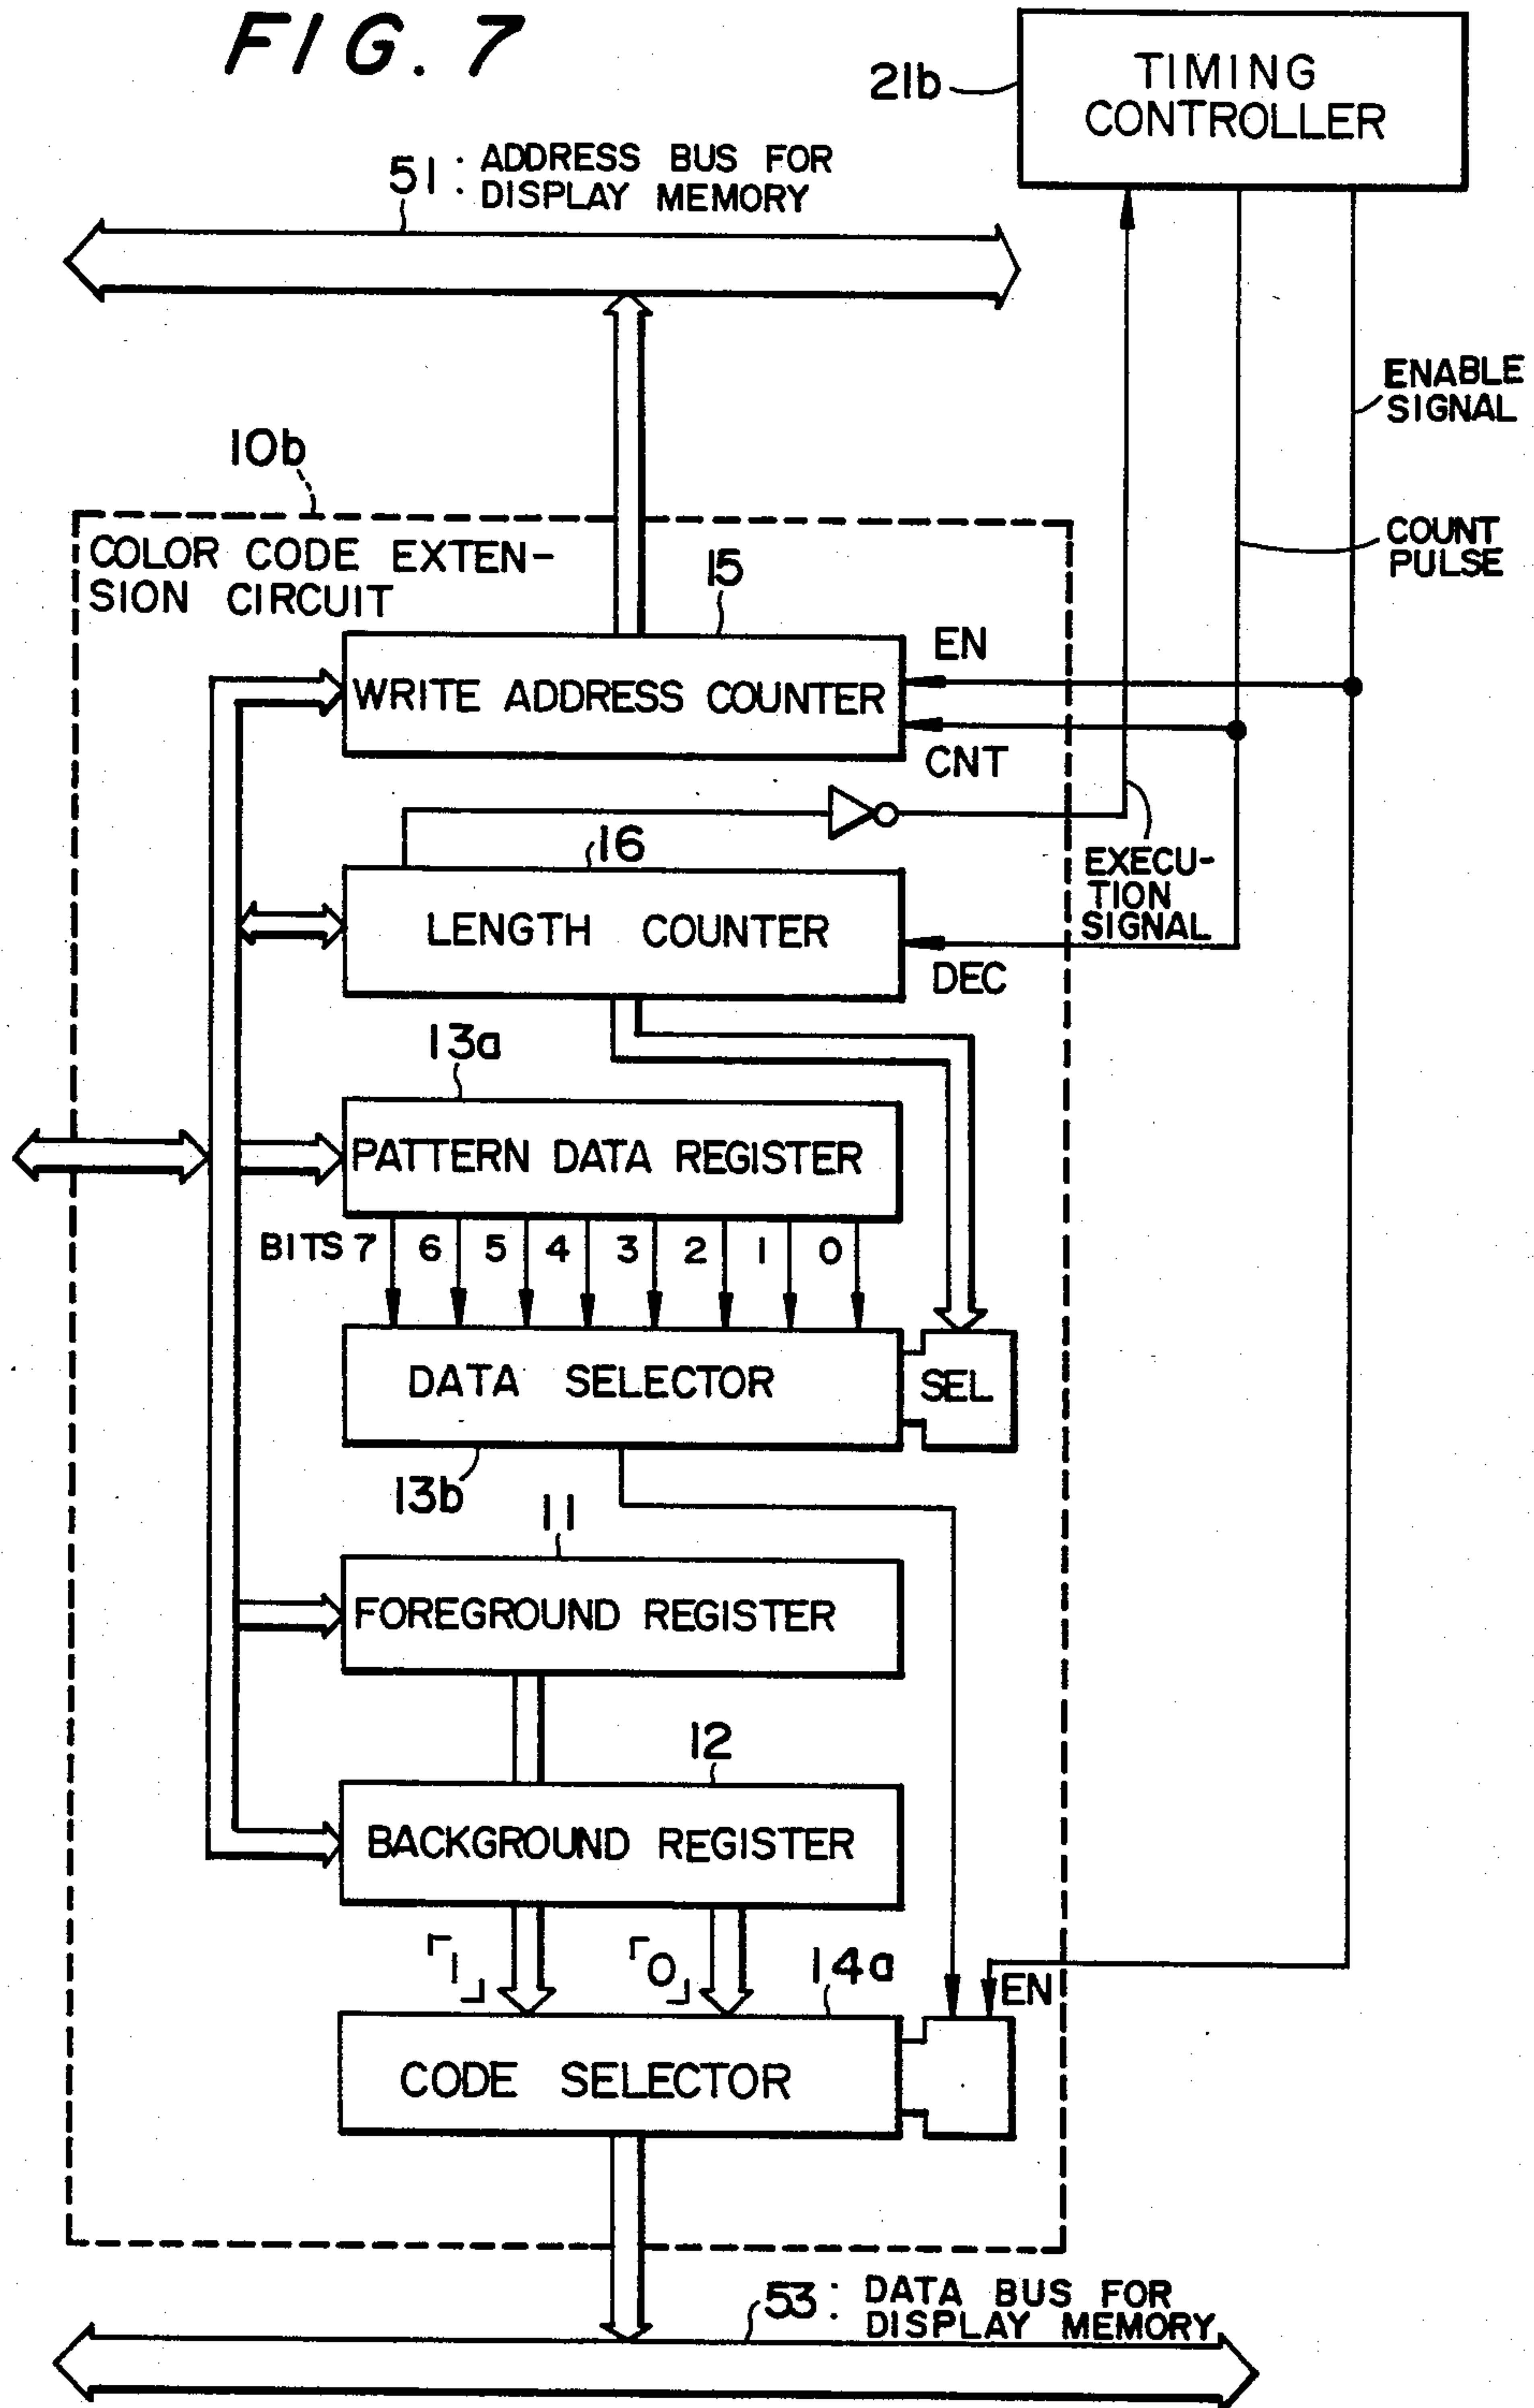 FIG. 7
TIMING
CONTROLLER
21b
51 : ADDRESS BUS FOR
DISPLAY MEMORY
ENABLE
SIGNAL
10b
COUNT
PULSE
COLOR CODE EXTEN-
SION CIRCUIT
15
EN
WRITE ADDRESS COUNTER
CNT
16
EXECU-
TION
SIGNAL
LENGTH COUNTER
DEC
13a
PATTERN DATA REGISTER
BITS 7 6 5 4 3 2 1 0
DATA SELECTOR
SEL
13b
11
FOREGROUND REGISTER
12
BACKGROUND REGISTER
「1」 「0」
14a
EN
CODE SELECTOR
53 : DATA BUS FOR
DISPLAY MEMORY